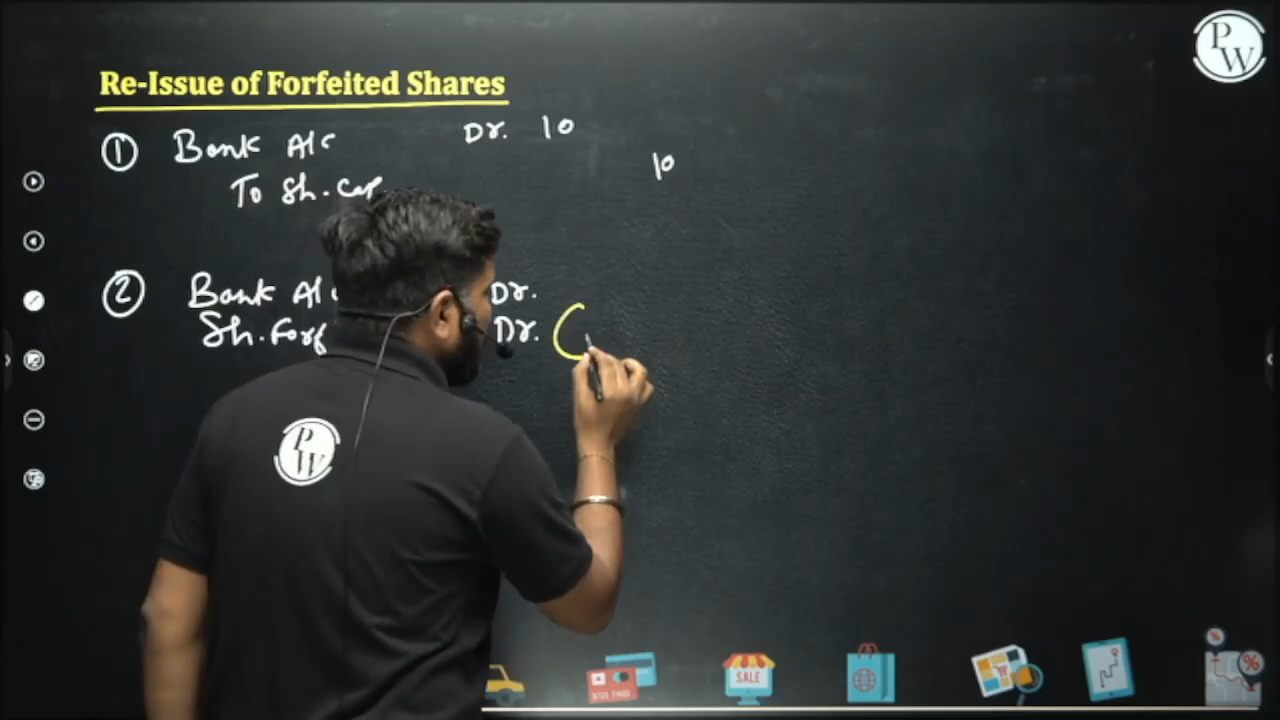 PW
Re-Issue of Forfeited Shares
① Bank A/c Dr. 10
To Sh. Cap 10
② Bank A/c Dr.
Sh. Forf Dr.
PW
SALE
%
%